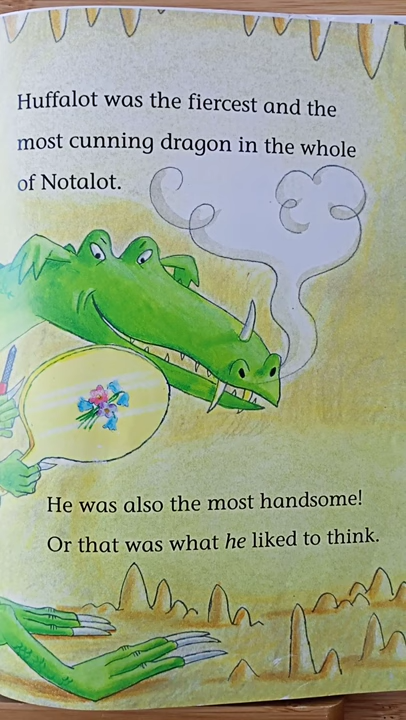 Huffalot was the fiercest and the
most cunning dragon in the whole
of Notalot.
He was also the most handsome!
Or that was what he liked to think.